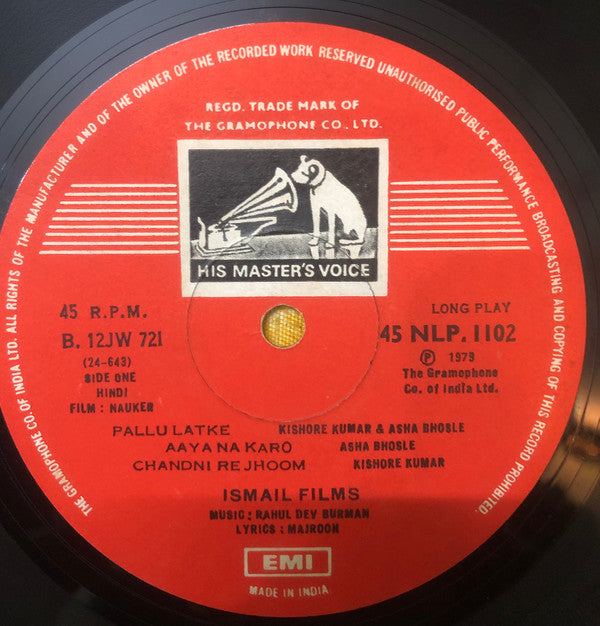 THE GRAMOPHONE CO. OF INDIA LTD. ALL RIGHTS OF THE MANUFACTURER AND OF THE OWNER OF THE RECORDED WORK RESERVED UNAUTHORISED PUBLIC PERFORMANCE BROADCASTING AND COPYING OF THIS RECORD PROHIBITED.
REGD. TRADE MARK OF
THE GRAMOPHONE CO. LTD.
HIS MASTER'S VOICE
45 R.P.M.
B. 12JW 721
(24-643)
SIDE ONE
HINDI
FILM : NAUKER
LONG PLAY
45 NLP. 1102
Ⓟ 1979
The Gramophone
Co. of India Ltd.
PALLU LATKE KISHORE KUMAR & ASHA BHOSLE
AAYA NA KARO ASHA BHOSLE
CHANDNI RE JHOOM KISHORE KUMAR
ISMAIL FILMS
MUSIC : RAHUL DEV BURMAN
LYRICS : MAJROOH
EMI
MADE IN INDIA